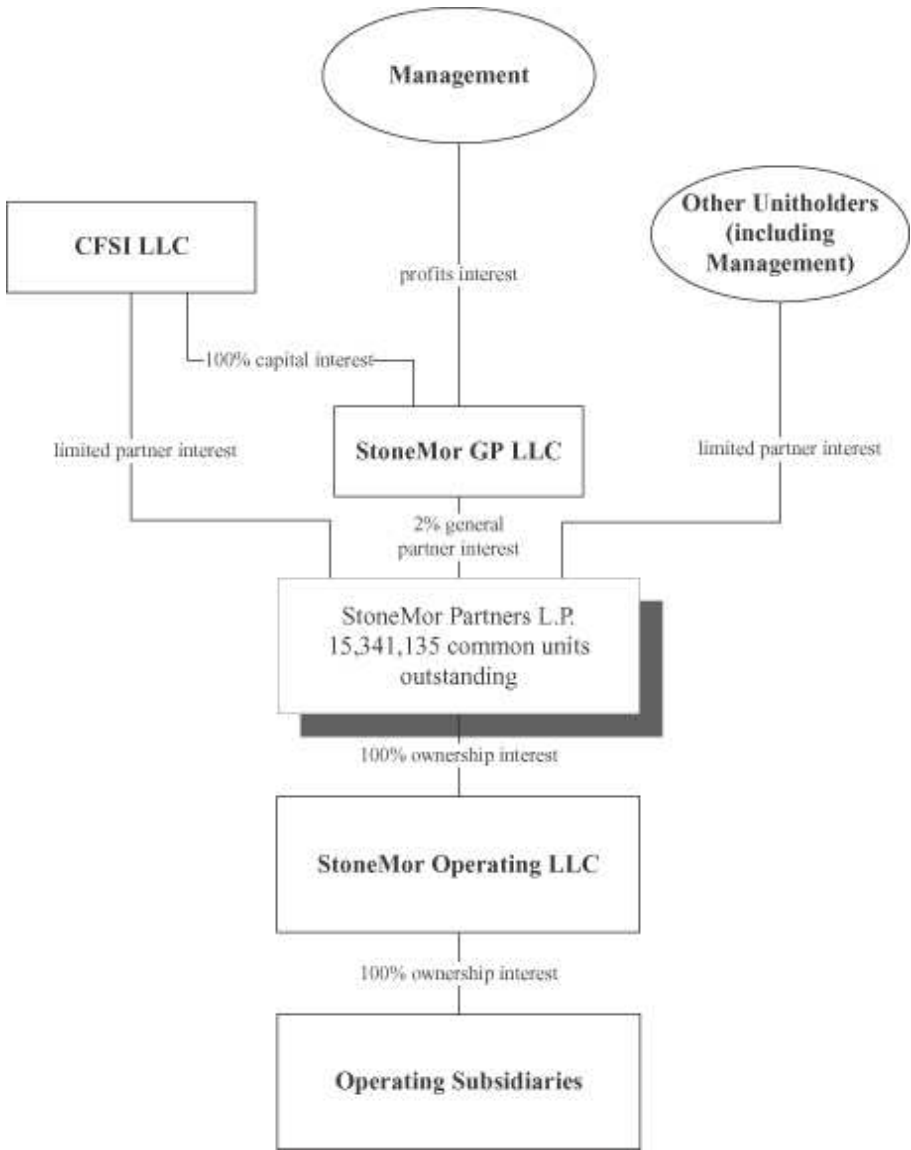 Management
Other Unitholders
(including
Management)
CFSI LLC
profits interest
100% capital interest
limited partner interest
StoneMor GP LLC
limited partner interest
2% general
partner interest
StoneMor Partners L.P.
15,341,135 common units
outstanding
100% ownership interest
StoneMor Operating LLC
100% ownership interest
Operating Subsidiaries